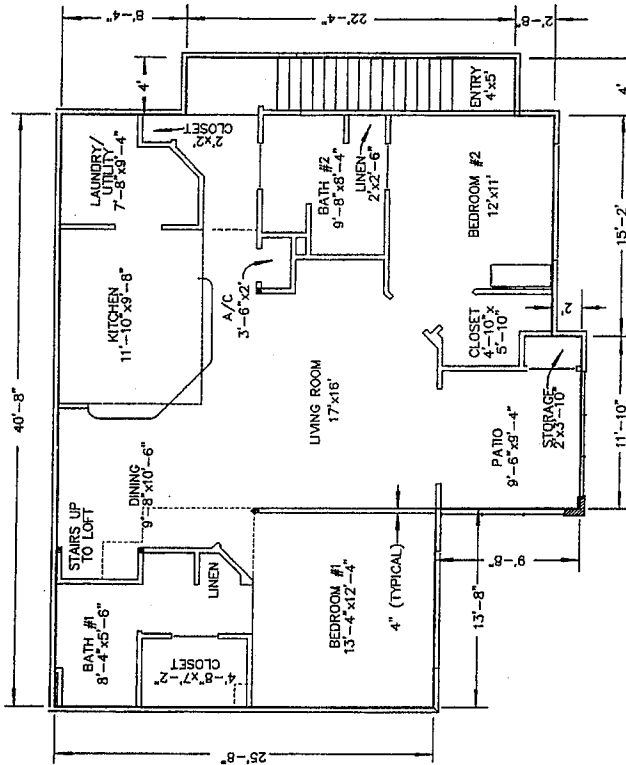 8'-4"
22'-4"
2'-8"
4'
4'
40'-8"
LAUNDRY/
UTILITY
7'-8"x9'-4"
CLOSET
2'x2'
ENTRY
4'x5'
KITCHEN
11'-10"x9'-8"
A/C
3'-6"x2'
BATH #2
9'-8"x8'-4"
LINEN
2'x2'-6"
BEDROOM #2
12'x11'
15'-2"
CLOSET
4'-10"x
5'-10"
2'
LIVING ROOM
17'x16'
STORAGE
2'x3'-10"
PATIO
9'-6"x9'-4"
11'-10"
DINING
9'-8"x10'-6"
STAIRS UP
TO LOFT
LINEN
4" (TYPICAL)
9'-8"
BATH #1
8'-4"x5'-6"
CLOSET
4'-8"x7'-2"
BEDROOM #1
13'-4"x12'-4"
13'-8"
25'-8"